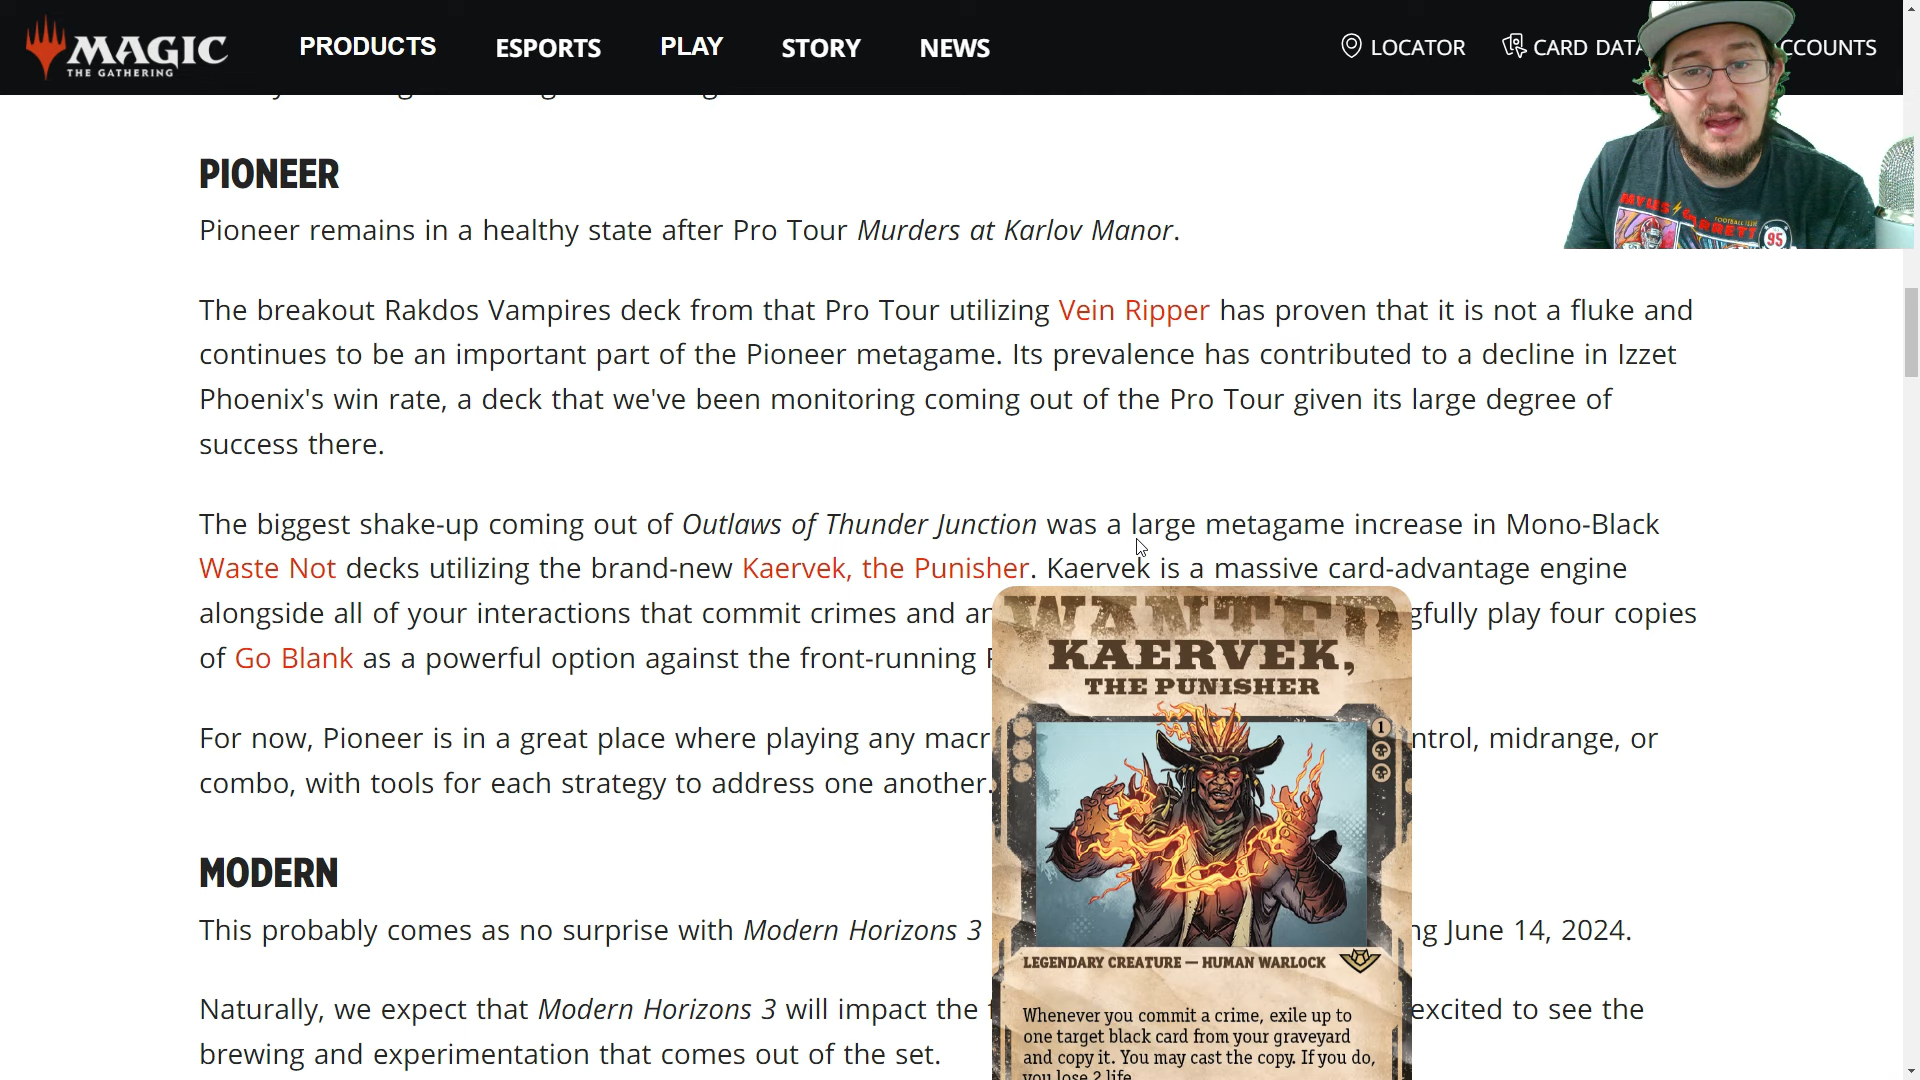 MAGIC
THE GATHERING
PRODUCTS
ESPORTS
PLAY
STORY
NEWS
LOCATOR
CARD DATA
CCOUNTS
PIONEER
Pioneer remains in a healthy state after Pro Tour Murders at Karlov Manor.
The breakout Rakdos Vampires deck from that Pro Tour utilizing Vein Ripper has proven that it is not a fluke and
continues to be an important part of the Pioneer metagame. Its prevalence has contributed to a decline in Izzet
Phoenix's win rate, a deck that we've been monitoring coming out of the Pro Tour given its large degree of
success there.
The biggest shake-up coming out of Outlaws of Thunder Junction was a large metagame increase in Mono-Black
Waste Not decks utilizing the brand-new Kaervek, the Punisher. Kaervek is a massive card-advantage engine
alongside all of your interactions that commit crimes and ar gfully play four copies
of Go Blank as a powerful option against the front-running
For now, Pioneer is in a great place where playing any macr ntrol, midrange, or
combo, with tools for each strategy to address one another.
MODERN
This probably comes as no surprise with Modern Horizons 3 ng June 14, 2024.
Naturally, we expect that Modern Horizons 3 will impact the excited to see the
brewing and experimentation that comes out of the set.
WANTED
KAERVEK,
THE PUNISHER
1
LEGENDARY CREATURE — HUMAN WARLOCK
Whenever you commit a crime, exile up to
one target black card from your graveyard
and copy it. You may cast the copy. If you do,
you lose 2 life.
MYLES GARRETT
FOOTBALL
95